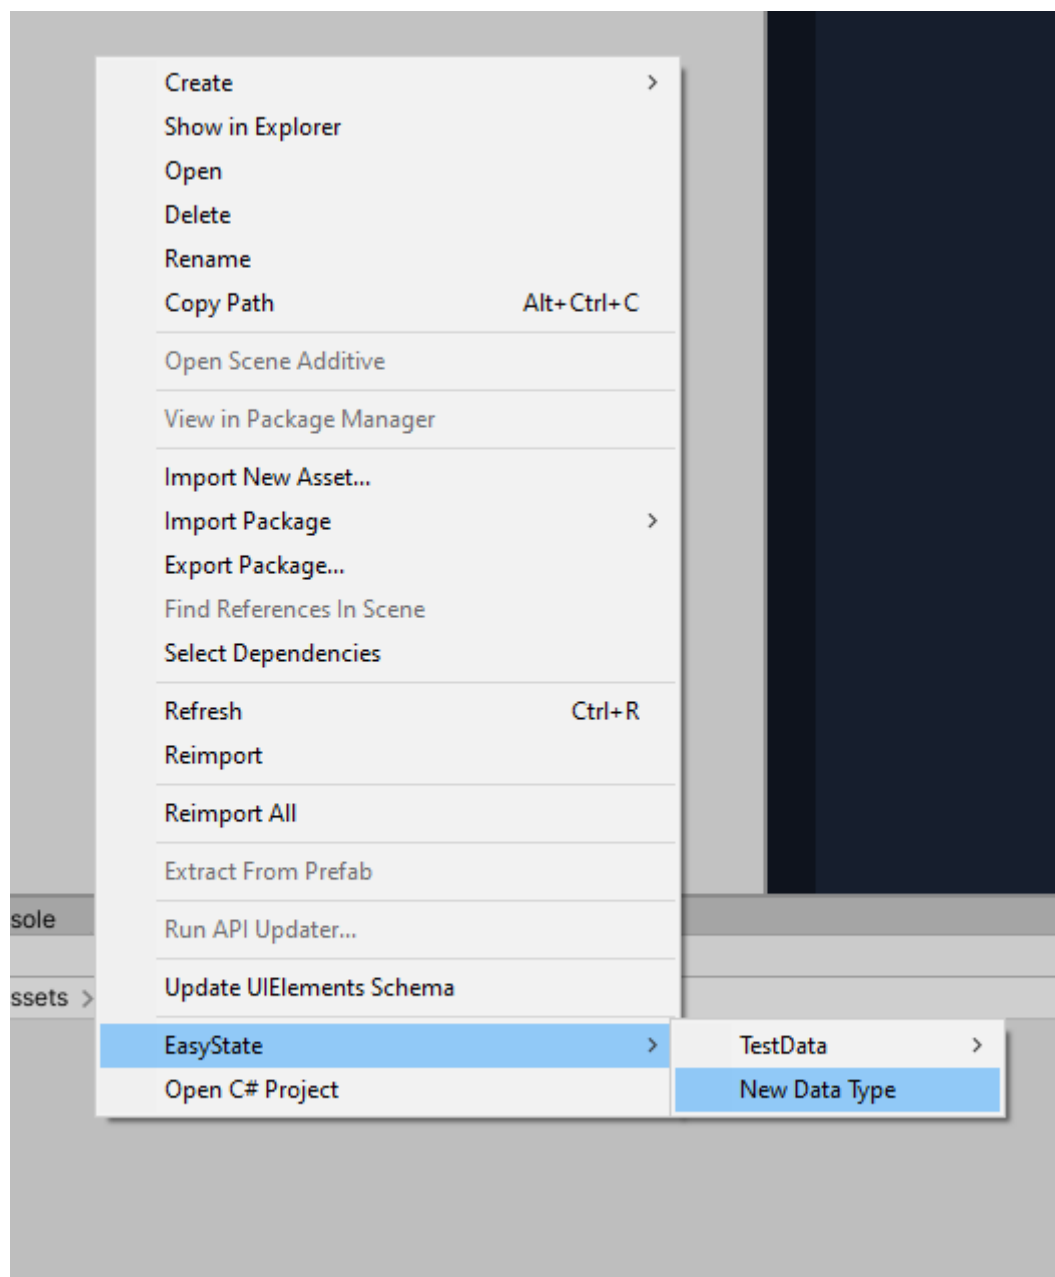 Create
Show in Explorer
Open
Delete
Rename
Copy Path Alt+Ctrl+C
Open Scene Additive
View in Package Manager
Import New Asset...
Import Package
Export Package...
Find References In Scene
Select Dependencies
Refresh Ctrl+R
Reimport
Reimport All
Extract From Prefab
sole
Run API Updater...
Update UIElements Schema
ssets >
EasyState
TestData
Open C# Project
New Data Type